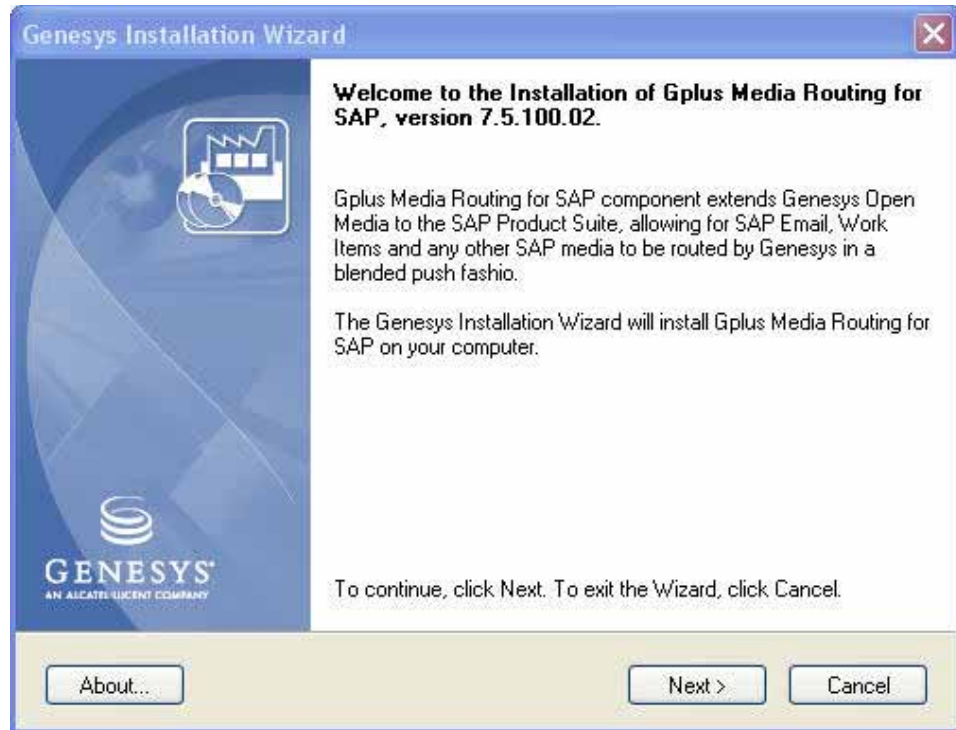 Genesys Installation Wizard
Welcome to the Installation of Gplus Media Routing for
SAP, version 7.5.100.02.
Gplus Media Routing for SAP component extends Genesys Open
Media to the SAP Product Suite, allowing for SAP Email, Work
Items and any other SAP media to be routed by Genesys in a
blended push fashio.
The Genesys Installation Wizard will install Gplus Media Routing for
SAP on your computer.
GENESYS
AN ALCATEL-LUCENT COMPANY
To continue, click Next. To exit the Wizard, click Cancel.
About...
Next >
Cancel